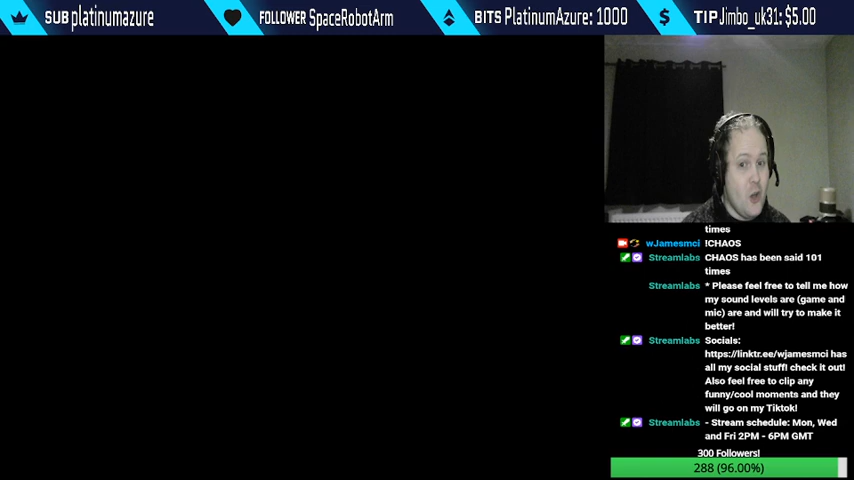 SUB platinumazure
FOLLOWER SpaceRobotArm
BITS PlatinumAzure: 1000
TIP Jimbo_uk31: $5.00
times
wJamesmci !CHAOS
Streamlabs CHAOS has been said 101
times
Streamlabs * Please feel free to tell me how
my sound levels are (game and
mic) are and will try to make it
better!
Streamlabs Socials:
https://linktr.ee/wjamesmci has
all my social stuff! check it out!
Also feel free to clip any
funny/cool moments and they
will go on my Tiktok!
Streamlabs - Stream schedule: Mon, Wed
and Fri 2PM - 6PM GMT
300 Followers!
288 (96.00%)